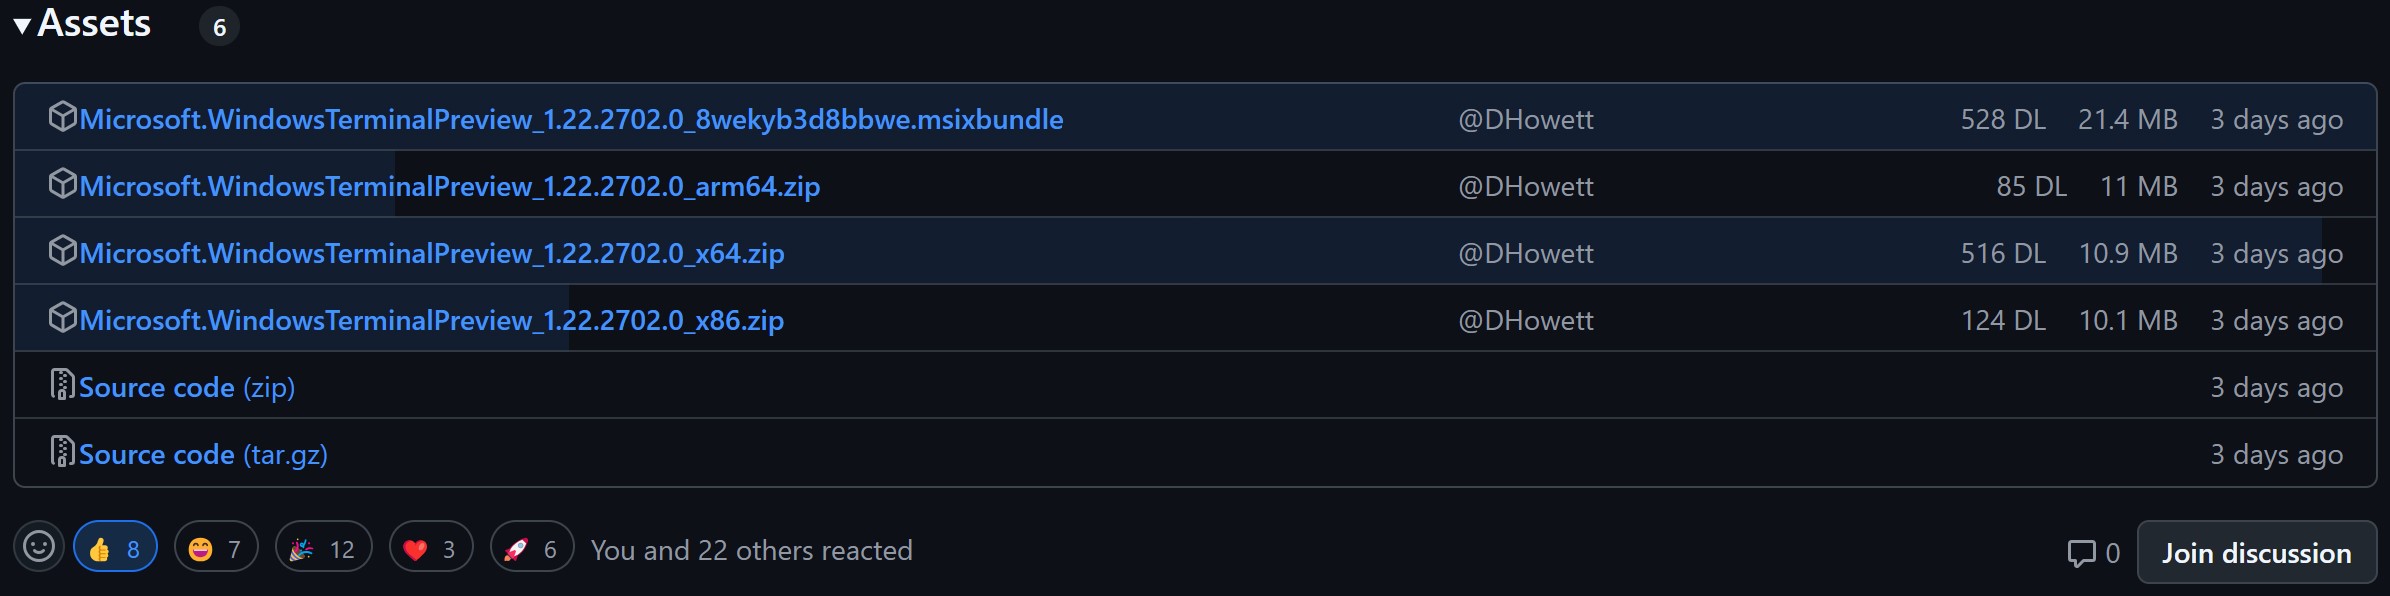 Assets 6
Microsoft.WindowsTerminalPreview_1.22.2702.0_8wekyb3d8bbwe.msixbundle @DHowett 528 DL 21.4 MB 3 days ago
Microsoft.WindowsTerminalPreview_1.22.2702.0_arm64.zip @DHowett 85 DL 11 MB 3 days ago
Microsoft.WindowsTerminalPreview_1.22.2702.0_x64.zip @DHowett 516 DL 10.9 MB 3 days ago
Microsoft.WindowsTerminalPreview_1.22.2702.0_x86.zip @DHowett 124 DL 10.1 MB 3 days ago
Source code (zip) 3 days ago
Source code (tar.gz) 3 days ago
8 7 12 3 6 You and 22 others reacted 0 Join discussion